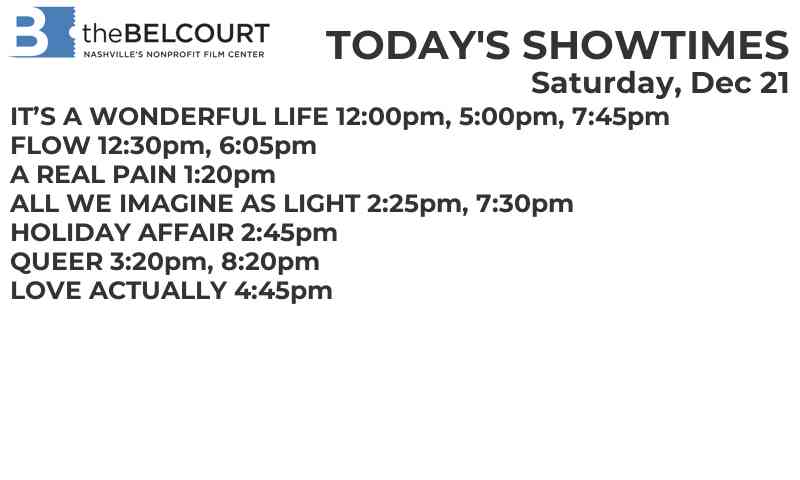 B theBELCOURT
NASHVILLE'S NONPROFIT FILM CENTER
TODAY'S SHOWTIMES
Saturday, Dec 21
IT’S A WONDERFUL LIFE 12:00pm, 5:00pm, 7:45pm
FLOW 12:30pm, 6:05pm
A REAL PAIN 1:20pm
ALL WE IMAGINE AS LIGHT 2:25pm, 7:30pm
HOLIDAY AFFAIR 2:45pm
QUEER 3:20pm, 8:20pm
LOVE ACTUALLY 4:45pm